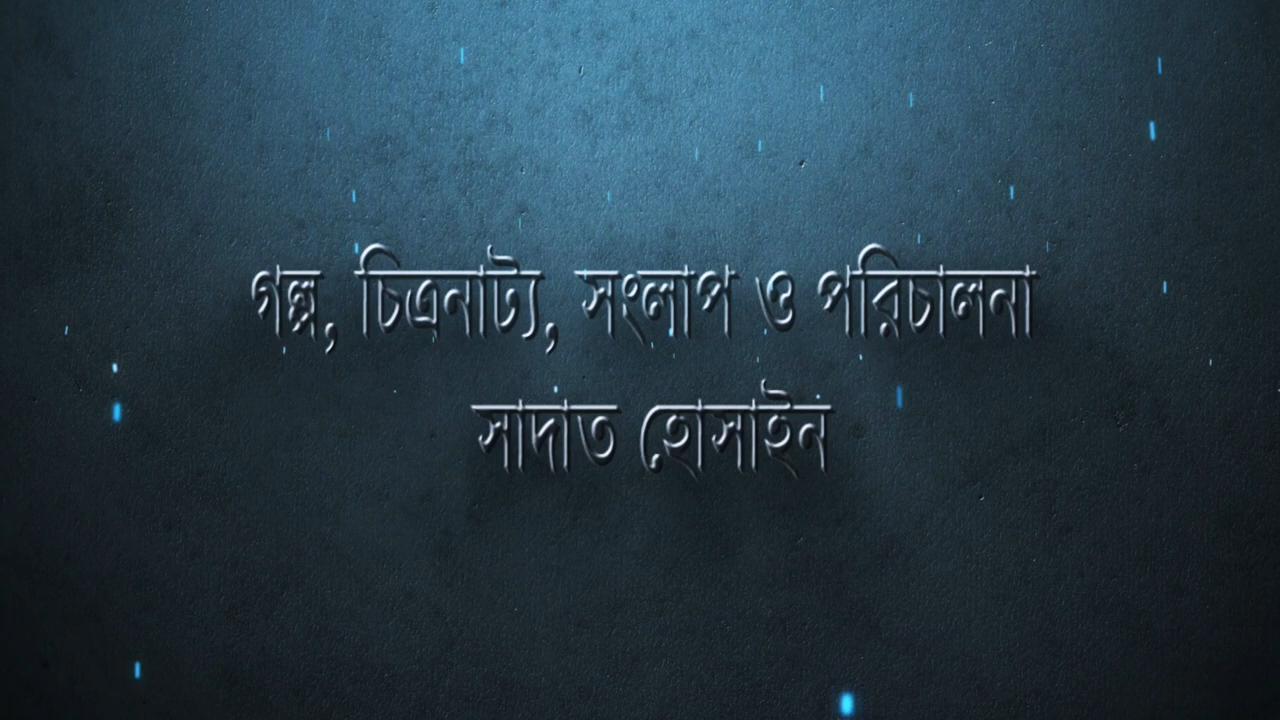 গল্প, চিত্রনাট্য, সংলাপ ও পরিচালনা
সাদাত হোসাইন